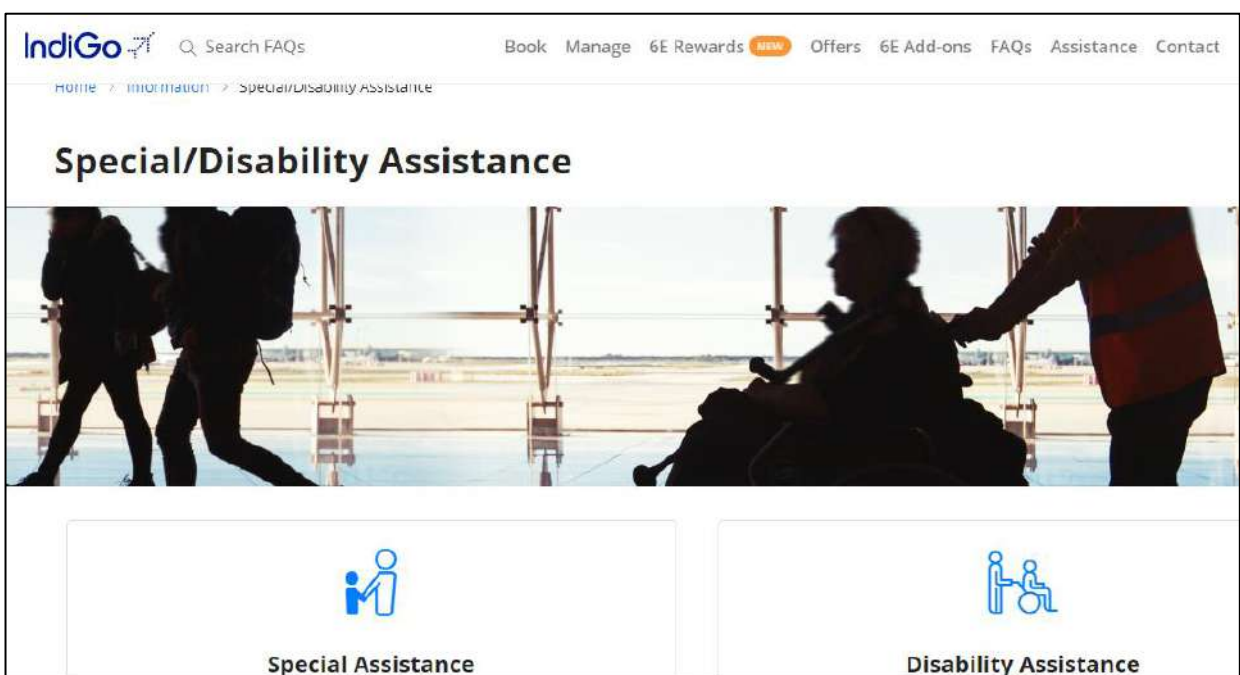 IndiGo Search FAQs Book Manage 6E Rewards NEW Offers 6E Add-ons FAQs Assistance Contact
Home > Information > Special/Disability Assistance
Special/Disability Assistance
Special Assistance Disability Assistance